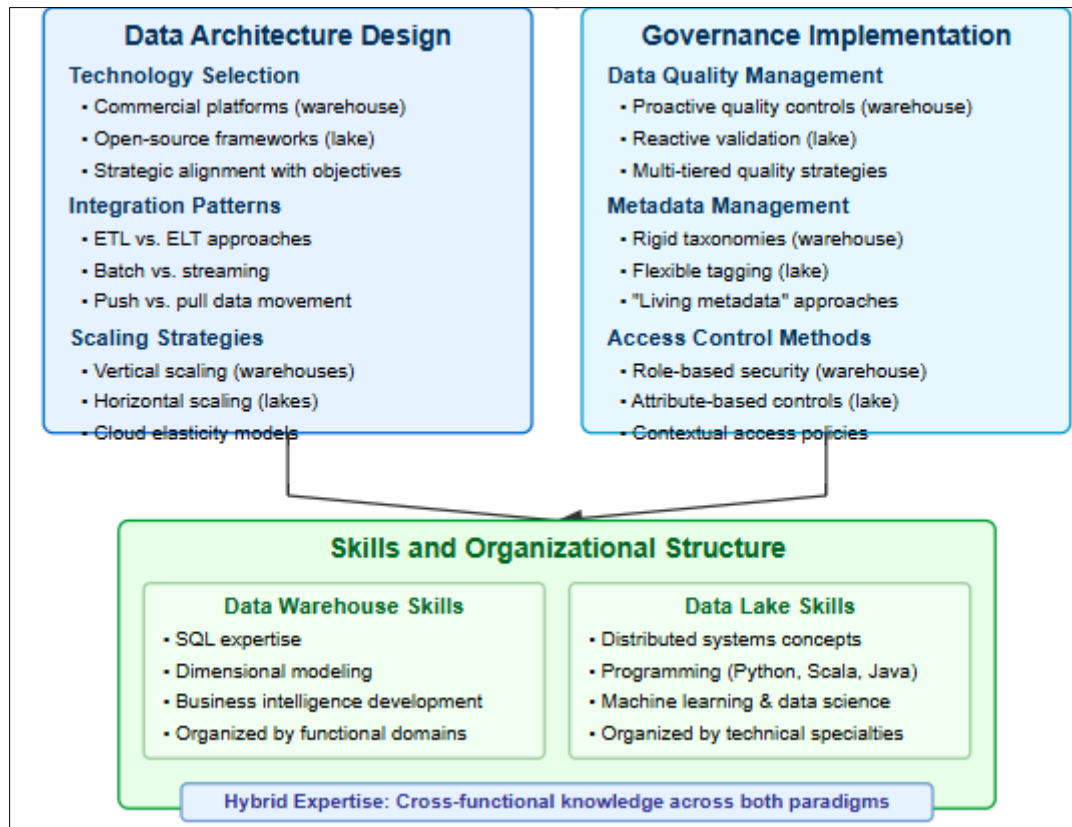 Data Architecture Design
Technology Selection
▪ Commercial platforms (warehouse)
▪ Open-source frameworks (lake)
▪ Strategic alignment with objectives
Integration Patterns
▪ ETL vs. ELT approaches
▪ Batch vs. streaming
▪ Push vs. pull data movement
Scaling Strategies
▪ Vertical scaling (warehouses)
▪ Horizontal scaling (lakes)
▪ Cloud elasticity models
Governance Implementation
Data Quality Management
▪ Proactive quality controls (warehouse)
▪ Reactive validation (lake)
▪ Multi-tiered quality strategies
Metadata Management
▪ Rigid taxonomies (warehouse)
▪ Flexible tagging (lake)
▪ "Living metadata" approaches
Access Control Methods
▪ Role-based security (warehouse)
▪ Attribute-based controls (lake)
▪ Contextual access policies
Skills and Organizational Structure
Data Warehouse Skills
▪ SQL expertise
▪ Dimensional modeling
▪ Business intelligence development
▪ Organized by functional domains
Data Lake Skills
▪ Distributed systems concepts
▪ Programming (Python, Scala, Java)
▪ Machine learning & data science
▪ Organized by technical specialties
Hybrid Expertise: Cross-functional knowledge across both paradigms